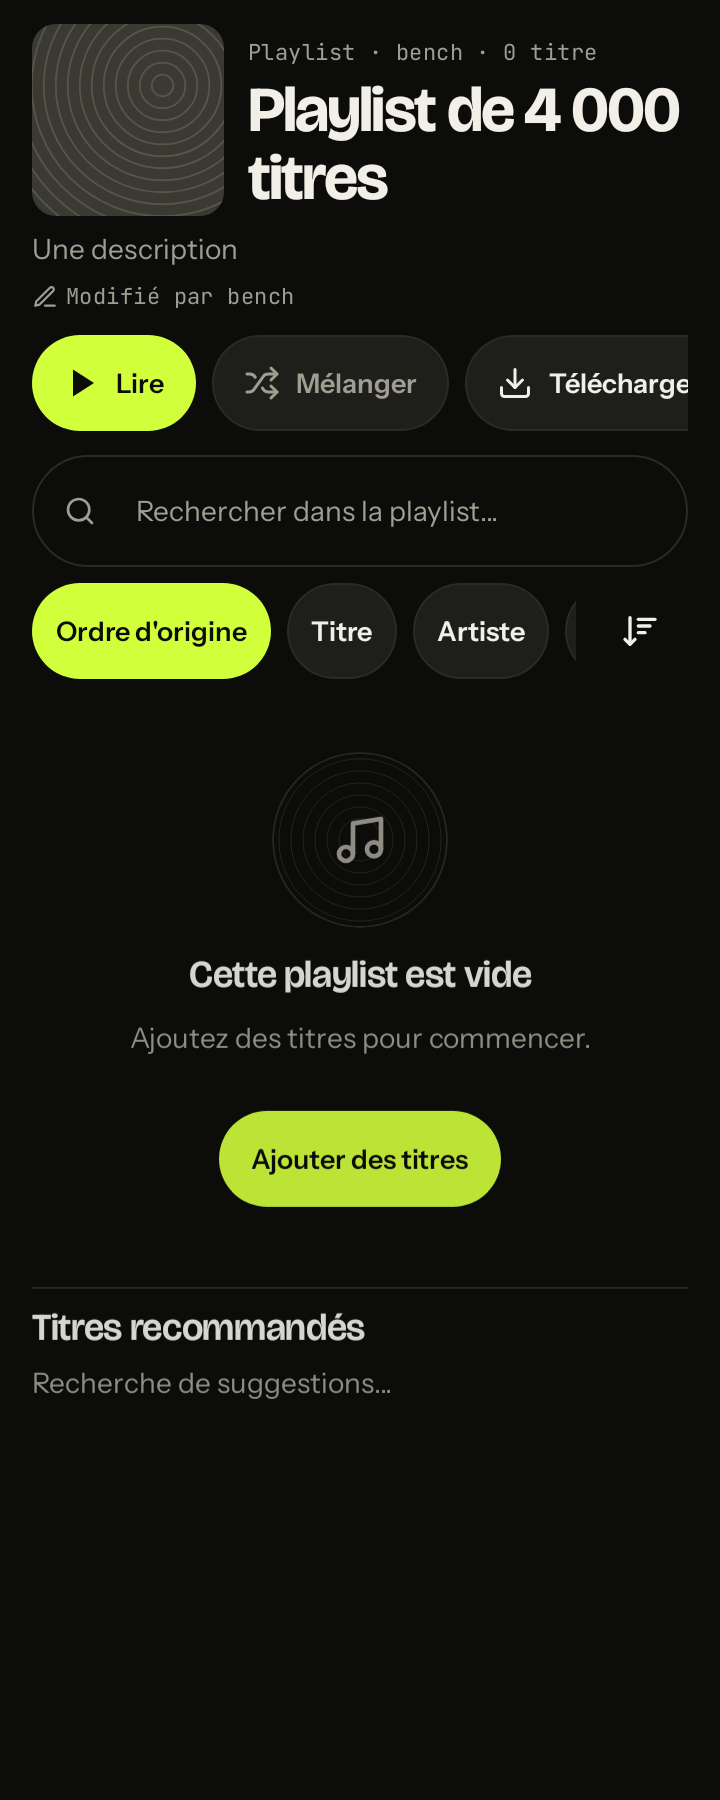 Playlist · bench · 0 titre
Playlist de 4 000
titres
Une description
Modifié par bench
Lire
Mélanger
Télécharge
Rechercher dans la playlist...
Ordre d'origine
Titre
Artiste
Cette playlist est vide
Ajoutez des titres pour commencer.
Ajouter des titres
Titres recommandés
Recherche de suggestions...